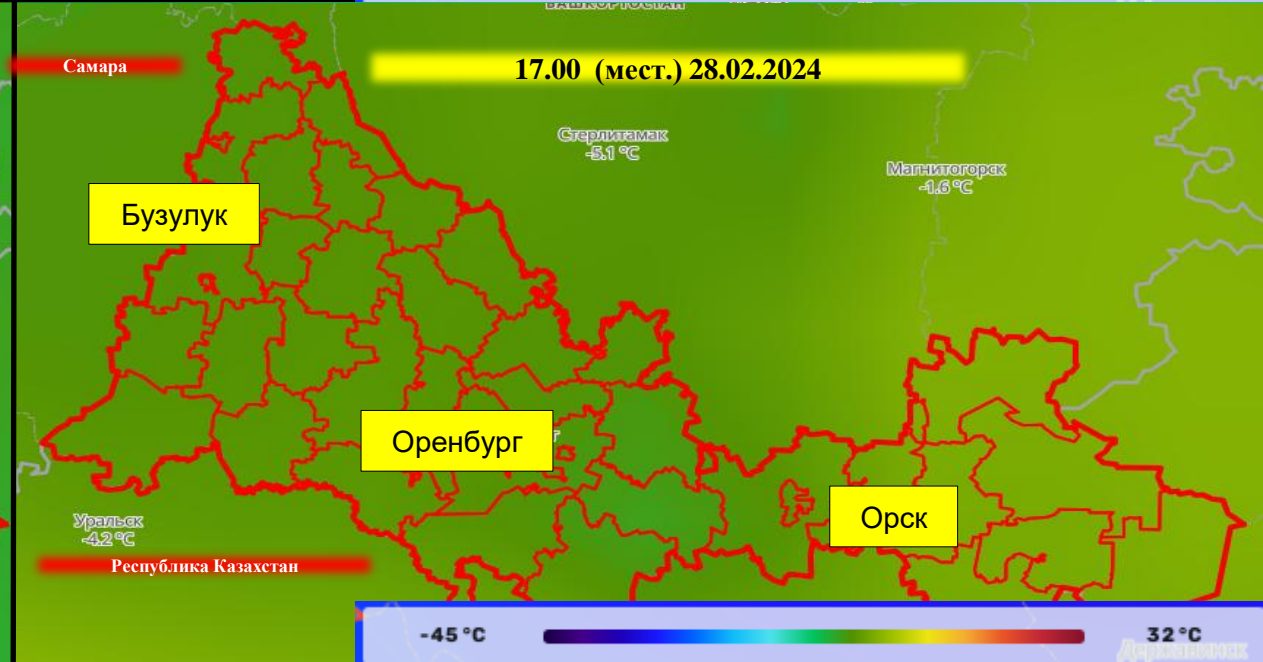 БАШКОРТОСТАН
Самара
17.00 (мест.) 28.02.2024
Стерлитамак
-5.1 °C
Магнитогорск
-1.6 °C
Бузулук
Оренбург
г
Орск
Уральск
-4.2 °C
Республика Казахстан
-45 °C
32 °C
Державинск